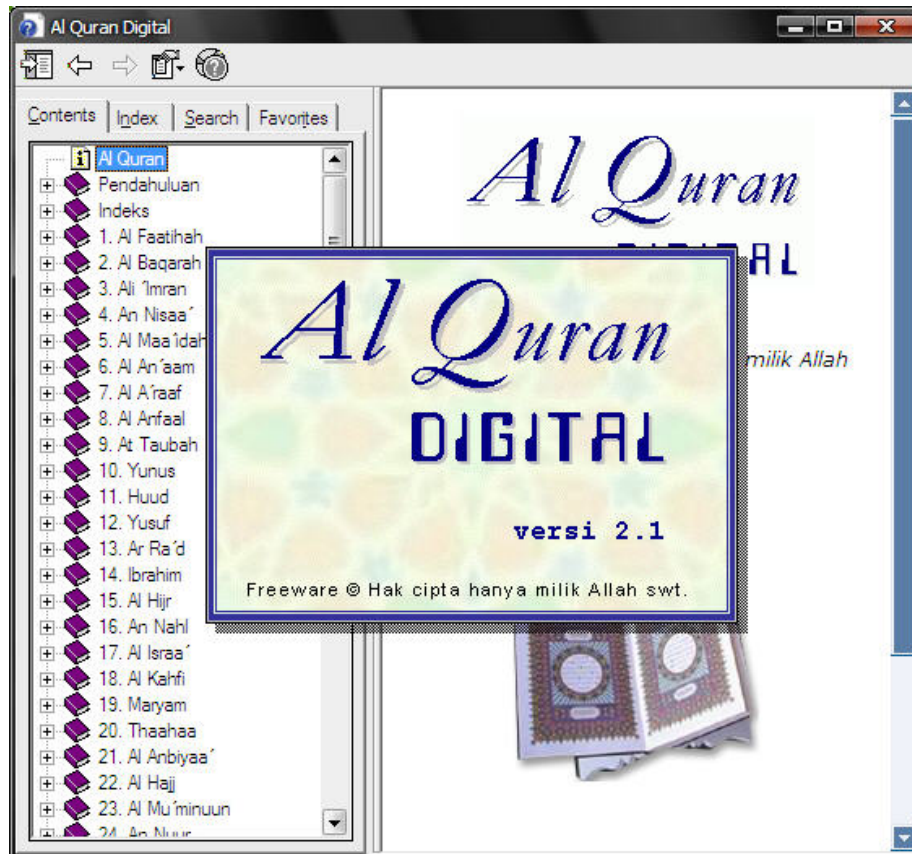 Al Quran Digital
Contents Index Search Favorites
Al Quran
Pendahuluan
Indeks
1. Al Faatihah
2. Al Baqarah
3. Ali ´Imran
4. An Nisaa´
5. Al Maa´idah
6. Al An´aam
7. Al A´raaf
8. Al Anfaal
9. At Taubah
10. Yunus
11. Huud
12. Yusuf
13. Ar Ra´d
14. Ibrahim
15. Al Hijr
16. An Nahl
17. Al Israa´
18. Al Kahfi
19. Maryam
20. Thaahaa
21. Al Anbiyaa´
22. Al Hajj
23. Al Mu´minuun
24. An Nuur
Al Quran
milik Allah
Al Quran
DIGITAL
versi 2.1
Freeware © Hak cipta hanya milik Allah swt.